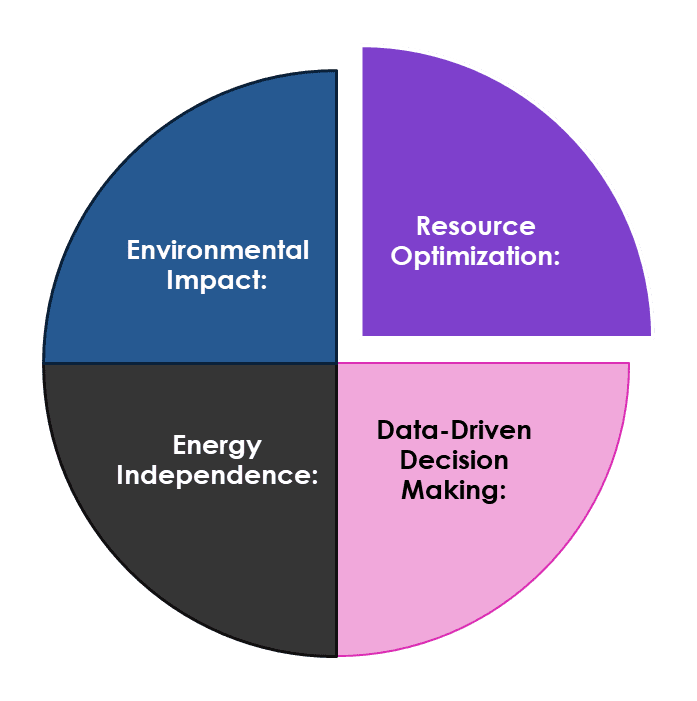 Environmental
Impact:
Resource
Optimization:
Energy
Independence:
Data-Driven
Decision
Making: